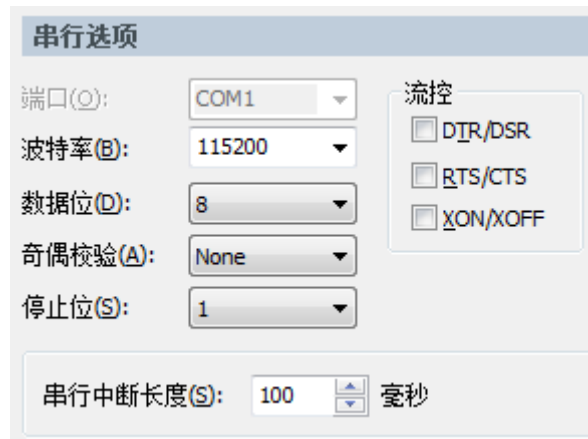 串行选项
端口(O): COM1
波特率(B): 115200
数据位(D): 8
奇偶校验(A): None
停止位(S): 1
流控
DTR/DSR
RTS/CTS
XON/XOFF
串行中断长度(S): 100 毫秒